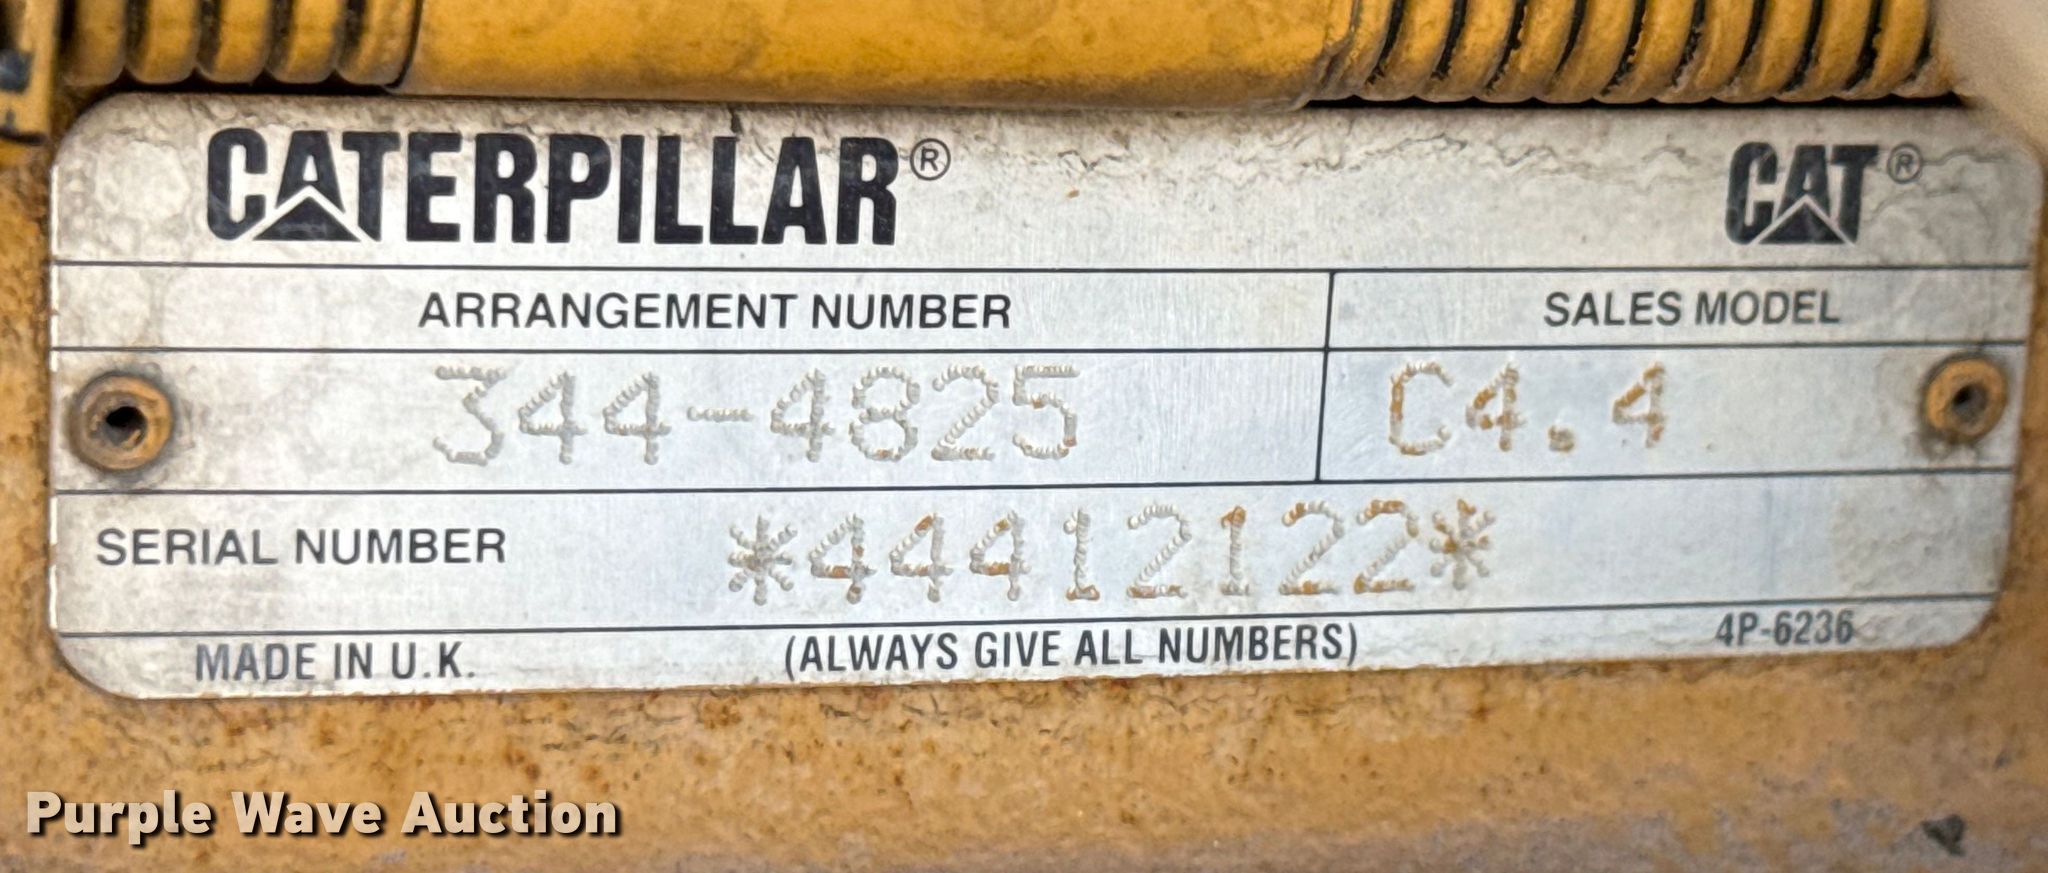 CATERPILLAR® CAT®
ARRANGEMENT NUMBER SALES MODEL
344-4825 C4.4
SERIAL NUMBER *44412122*
MADE IN U.K. (ALWAYS GIVE ALL NUMBERS) 4P-6236
Purple Wave Auction